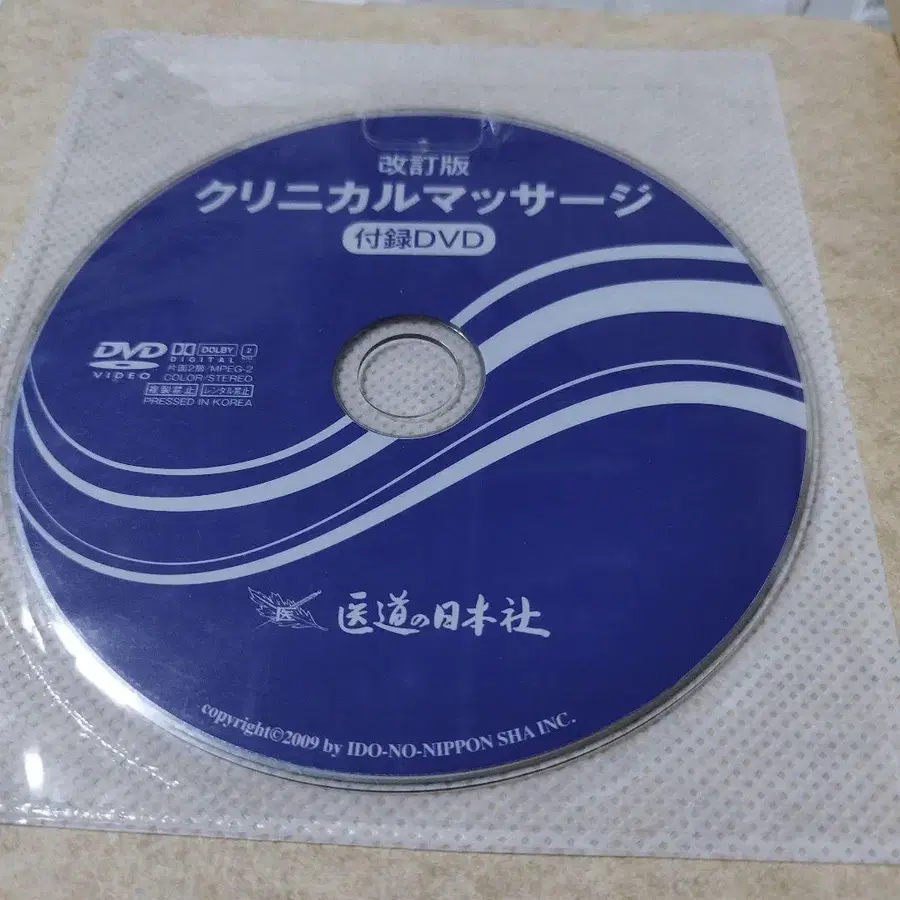 改訂版
クリニカルマッサージ
付録DVD
DVD
VIDEO
DOLBY
DIGITAL
2
片面2層/MPEG-2
COLOR/STEREO
複製禁止 レンタル禁止
PRESSED IN KOREA
医
医道の日本社
copyright©2009 by IDO-NO-NIPPON SHA INC.